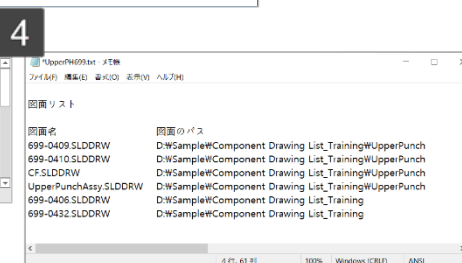 4
*UpperPH699.txt - メモ帳
ファイル(F) 編集(E) 書式(O) 表示(V) ヘルプ(H)
図面リスト
図面名 図面のパス
699-0409.SLDDRW D:¥Sample¥Component Drawing List_Training¥UpperPunch
699-0410.SLDDRW D:¥Sample¥Component Drawing List_Training¥UpperPunch
CF.SLDDRW D:¥Sample¥Component Drawing List_Training¥UpperPunch
UpperPunchAssy.SLDDRW D:¥Sample¥Component Drawing List_Training¥UpperPunch
699-0406.SLDDRW D:¥Sample¥Component Drawing List_Training
699-0432.SLDDRW D:¥Sample¥Component Drawing List_Training
4 行、61 列 100% Windows (CRLF) ANSI